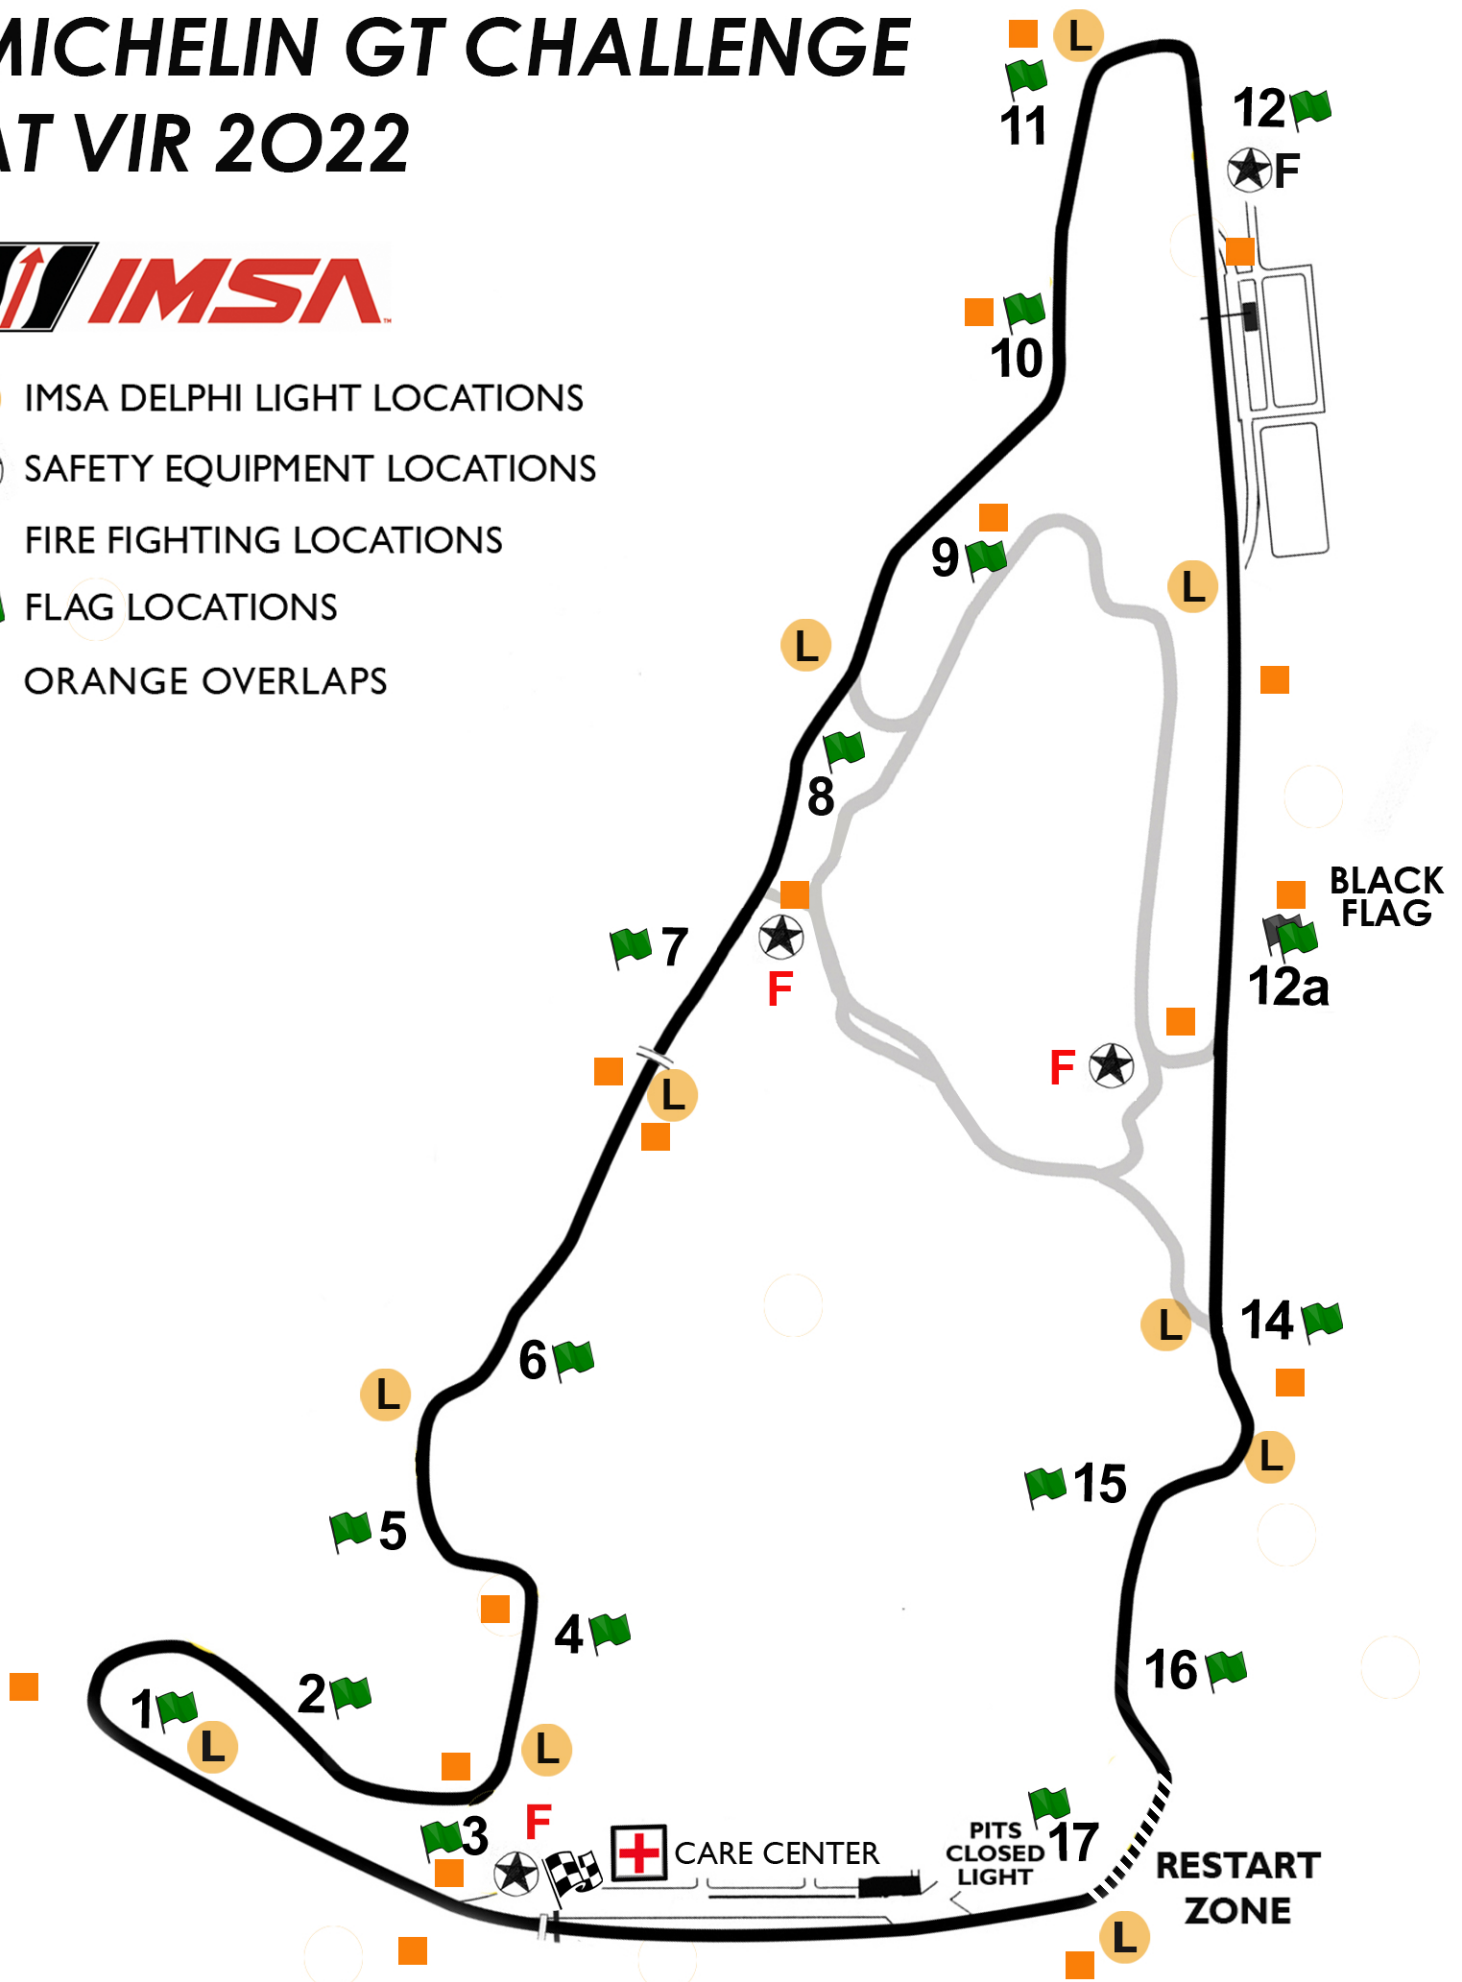 MICHELIN GT CHALLENGE
AT VIR 2022
IMSA
™
IMSA DELPHI LIGHT LOCATIONS
SAFETY EQUIPMENT LOCATIONS
FIRE FIGHTING LOCATIONS
FLAG LOCATIONS
ORANGE OVERLAPS
L
11
12
F
10
9
L
L
8
BLACK
FLAG
7
12a
F
F
L
14
L
6
L
L
15
5
4
16
2
1
L
L
F
3
CARE CENTER
PITS
CLOSED
LIGHT
17
RESTART
ZONE
L